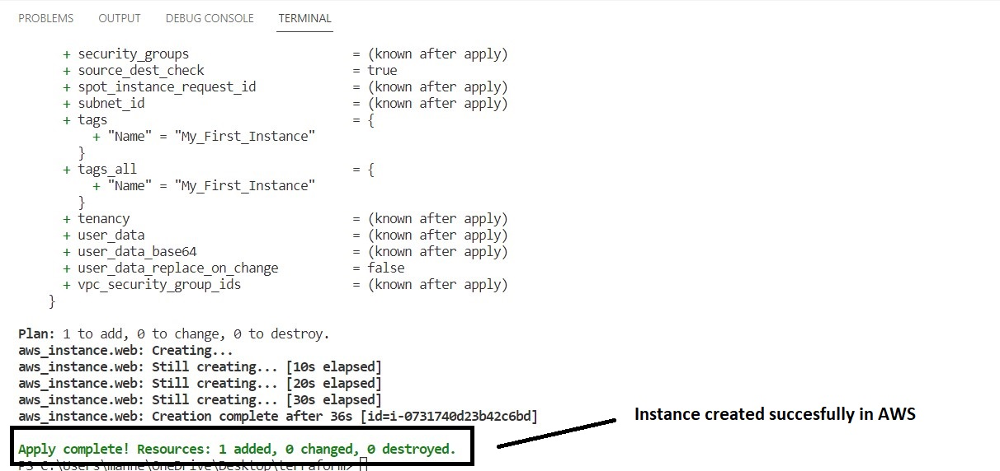 PROBLEMS OUTPUT DEBUG CONSOLE TERMINAL
+ security_groups = (known after apply)
+ source_dest_check = true
+ spot_instance_request_id = (known after apply)
+ subnet_id = (known after apply)
+ tags = {
+ "Name" = "My_First_Instance"
}
+ tags_all = {
+ "Name" = "My_First_Instance"
}
+ tenancy = (known after apply)
+ user_data = (known after apply)
+ user_data_base64 = (known after apply)
+ user_data_replace_on_change = false
+ vpc_security_group_ids = (known after apply)
}
Plan: 1 to add, 0 to change, 0 to destroy.
aws_instance.web: Creating...
aws_instance.web: Still creating... [10s elapsed]
aws_instance.web: Still creating... [20s elapsed]
aws_instance.web: Still creating... [30s elapsed]
aws_instance.web: Creation complete after 36s [id=i-0731740d23b42c6bd]
Instance created succesfully in AWS
Apply complete! Resources: 1 added, 0 changed, 0 destroyed.
PS C:\Users\manne\OneDrive\Desktop\terraform>